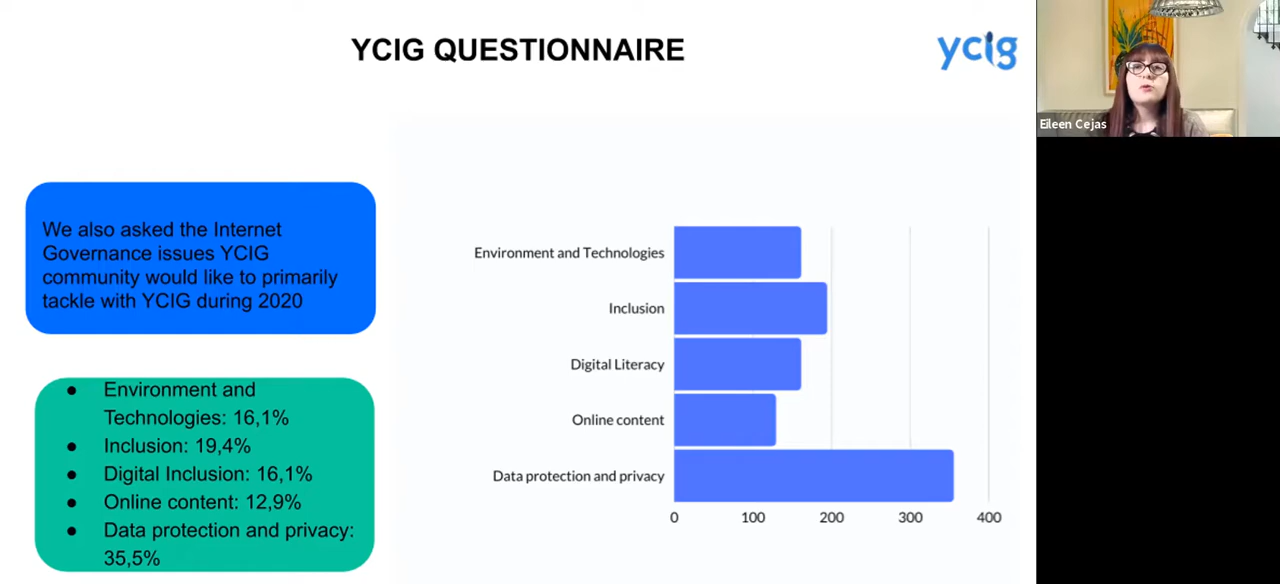 YCIG QUESTIONNAIRE
ycig
Eileen Cejas
We also asked the Internet
Governance issues YCIG
community would like to primarily
tackle with YCIG during 2020
● Environment and
Technologies: 16,1%
● Inclusion: 19,4%
● Digital Inclusion: 16,1%
● Online content: 12,9%
● Data protection and privacy:
35,5%
Environment and Technologies
Inclusion
Digital Literacy
Online content
Data protection and privacy
0 100 200 300 400